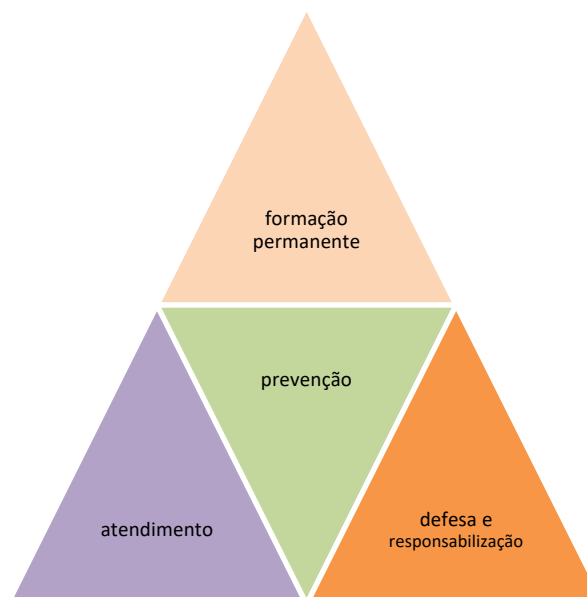 formação
permanente
prevenção
atendimento
defesa e
responsabilização